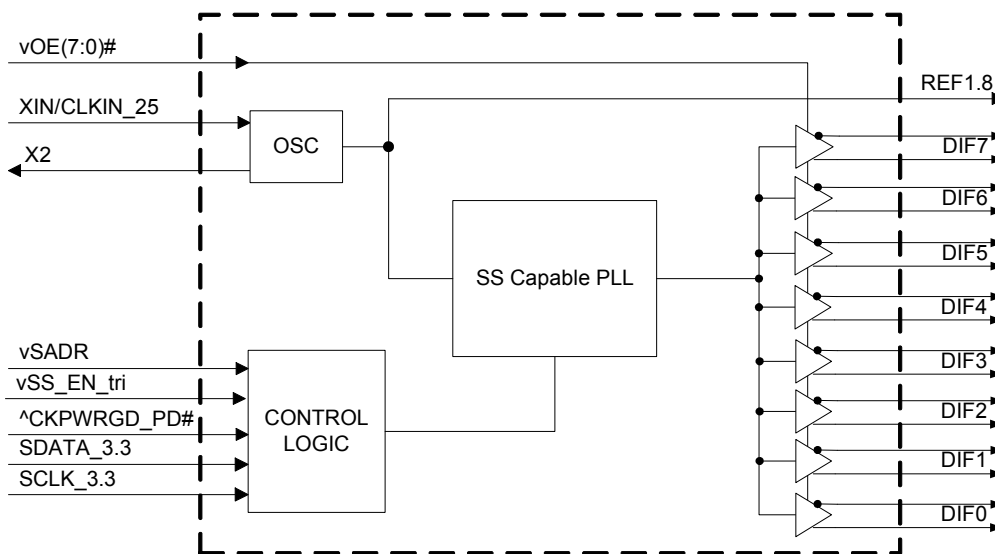 vOE(7:0)#
XIN/CLKIN_25
X2
OSC
REF1.8
DIF7
DIF6
DIF5
DIF4
DIF3
DIF2
DIF1
DIF0
SS Capable PLL
vSADR
vSS_EN_tri
^CKPWRGD_PD#
SDATA_3.3
SCLK_3.3
CONTROL
LOGIC